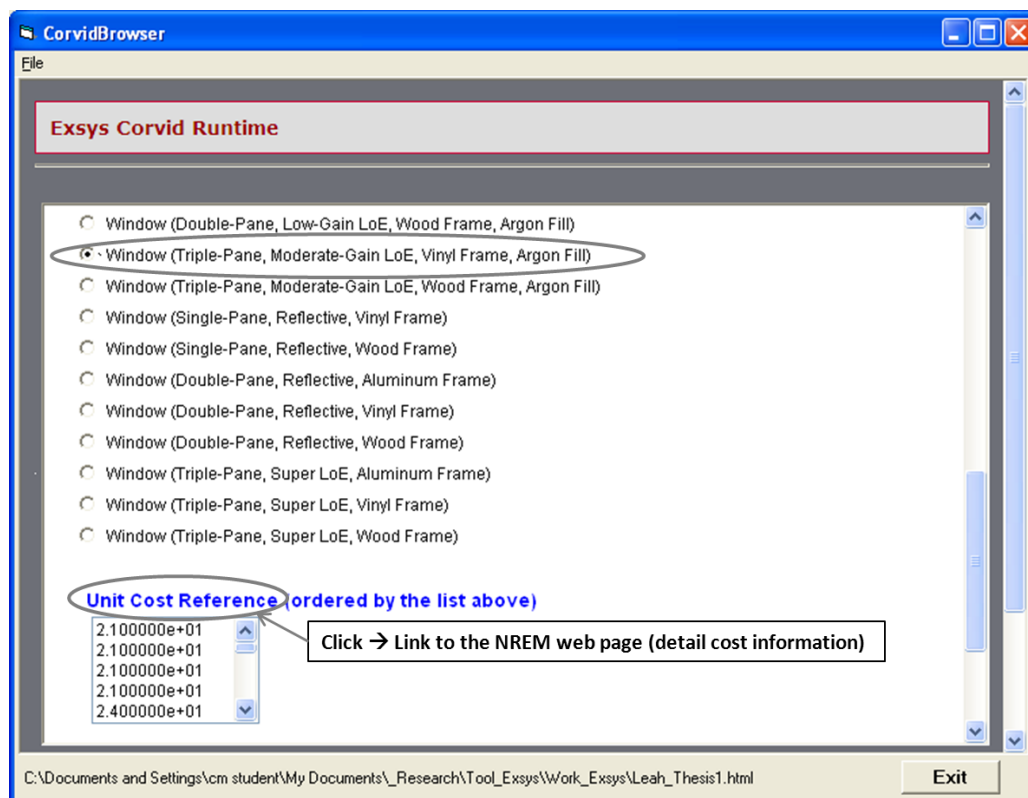 CorvidBrowser
File
Exsys Corvid Runtime
Window (Double-Pane, Low-Gain LoE, Wood Frame, Argon Fill)
Window (Triple-Pane, Moderate-Gain LoE, Vinyl Frame, Argon Fill)
Window (Triple-Pane, Moderate-Gain LoE, Wood Frame, Argon Fill)
Window (Single-Pane, Reflective, Vinyl Frame)
Window (Single-Pane, Reflective, Wood Frame)
Window (Double-Pane, Reflective, Aluminum Frame)
Window (Double-Pane, Reflective, Vinyl Frame)
Window (Double-Pane, Reflective, Wood Frame)
Window (Triple-Pane, Super LoE, Aluminum Frame)
Window (Triple-Pane, Super LoE, Vinyl Frame)
Window (Triple-Pane, Super LoE, Wood Frame)
Unit Cost Reference (ordered by the list above)
2.100000e+01
2.100000e+01
2.100000e+01
2.100000e+01
2.400000e+01
Click → Link to the NREM web page (detail cost information)
C:\Documents and Settings\cm student\My Documents\_Research\Tool_Exsys\Work_Exsys\Leah_Thesis1.html
Exit